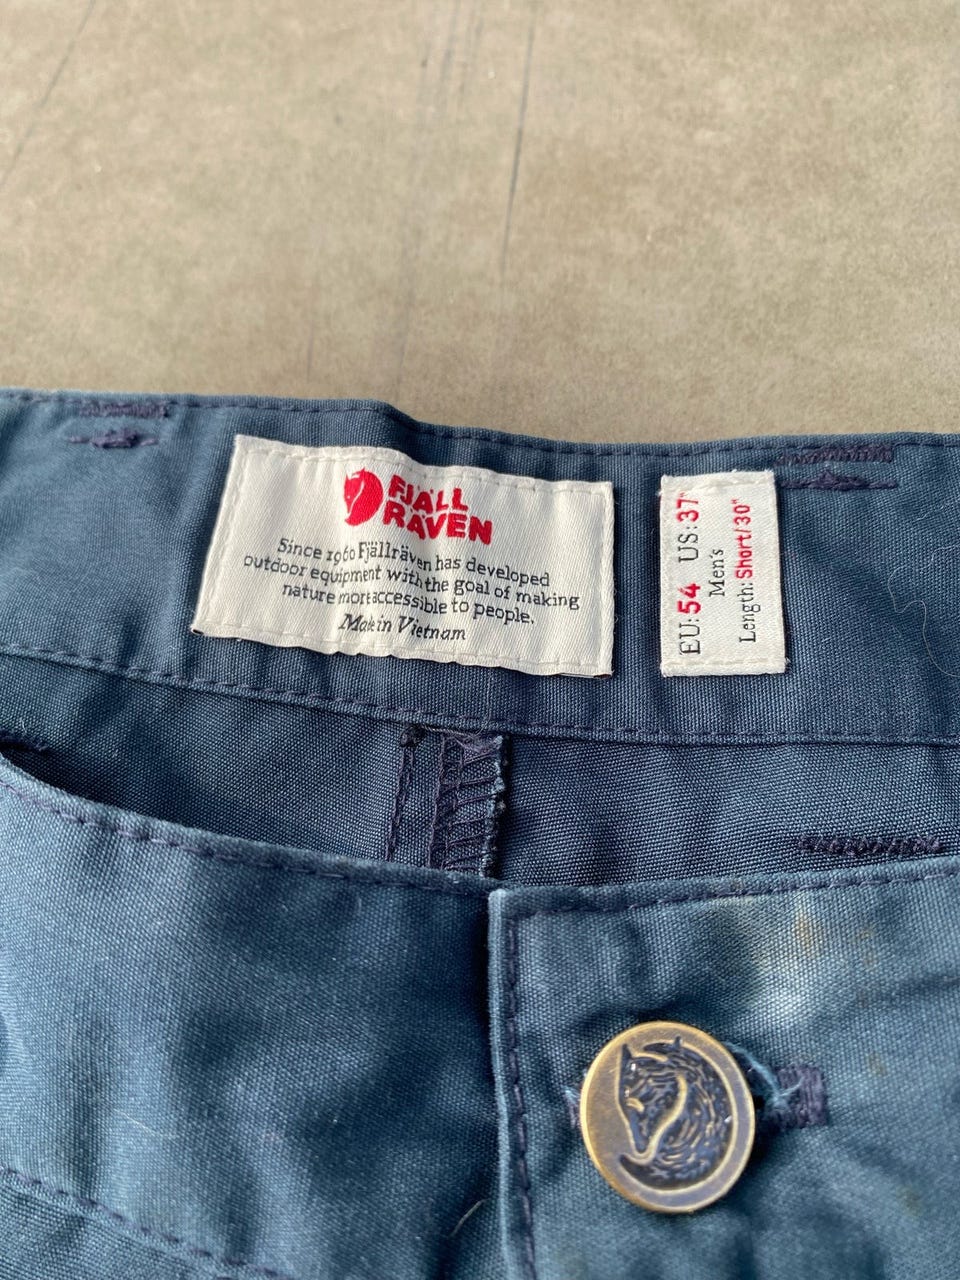 FJÄLL
RÄVEN
Since 1960 Fjällräven has developed
outdoor equipment with the goal of making
nature more accessible to people.
Made in Vietnam
EU: 54 US: 37"
Men's
Length: Short/30"